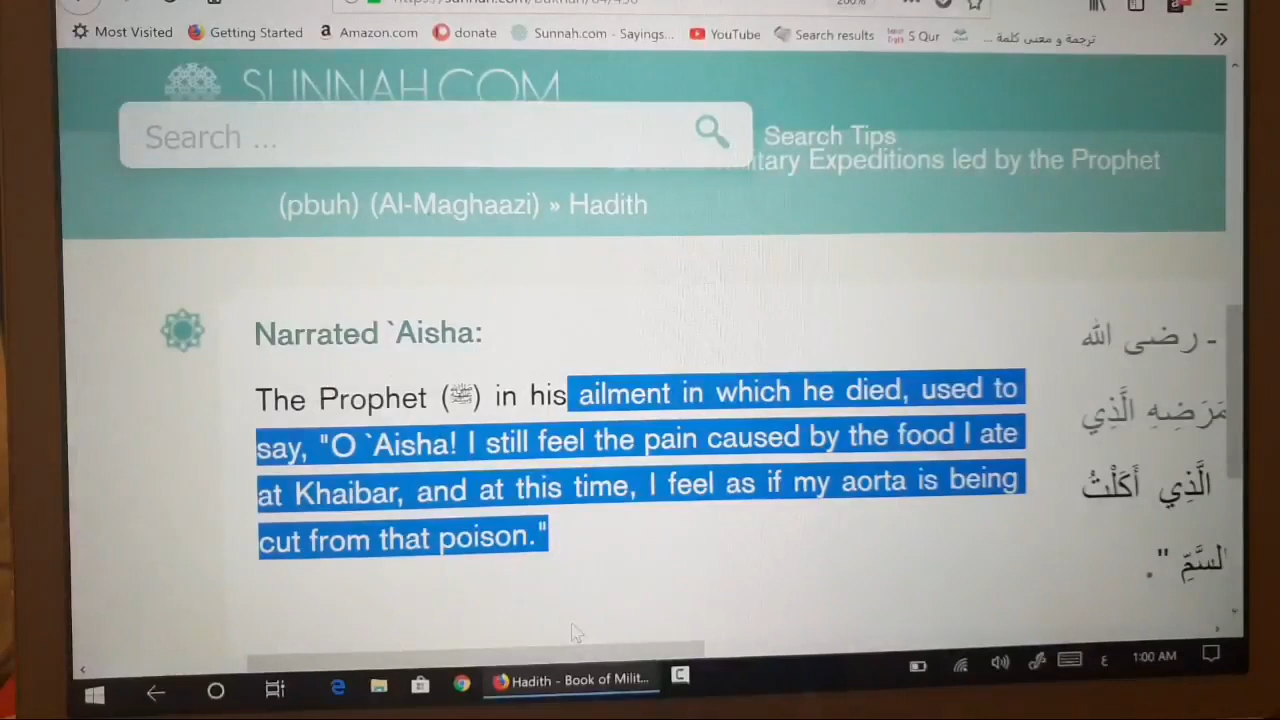 Most Visited Getting Started Amazon.com donate Sunnah.com - Sayings... YouTube Search results 5 Qur ترجمة و معنى كلمة ...
SUNNAH.COM
Search ...
Search Tips
Expeditions led by the Prophet
(pbuh) (Al-Maghaazi) » Hadith
Narrated `Aisha:
- رضى الله
The Prophet (ﷺ) in his ailment in which he died, used to
مَرَضِهِ الَّذِي
say, "O `Aisha! I still feel the pain caused by the food I ate
at Khaibar, and at this time, I feel as if my aorta is being
الَّذِي أَكَلْتُ
cut from that poison."
السَّمِّ ".
Hadith - Book of Milit...
ع
1:00 AM